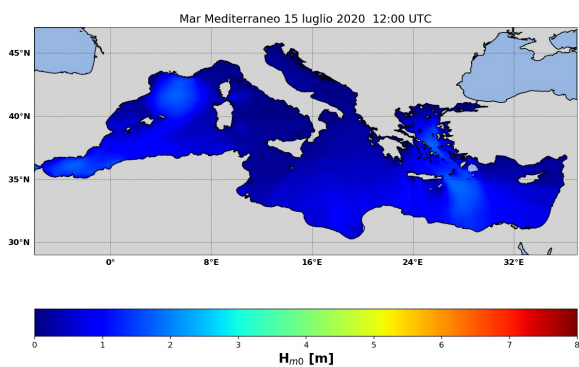 Mar Mediterraneo 15 luglio 2020  12:00 UTC
45°N
40°N
35°N
30°N
0° 8°E 16°E 24°E 32°E
0 1 2 3 4 5 6 7 8
Hm0 [m]